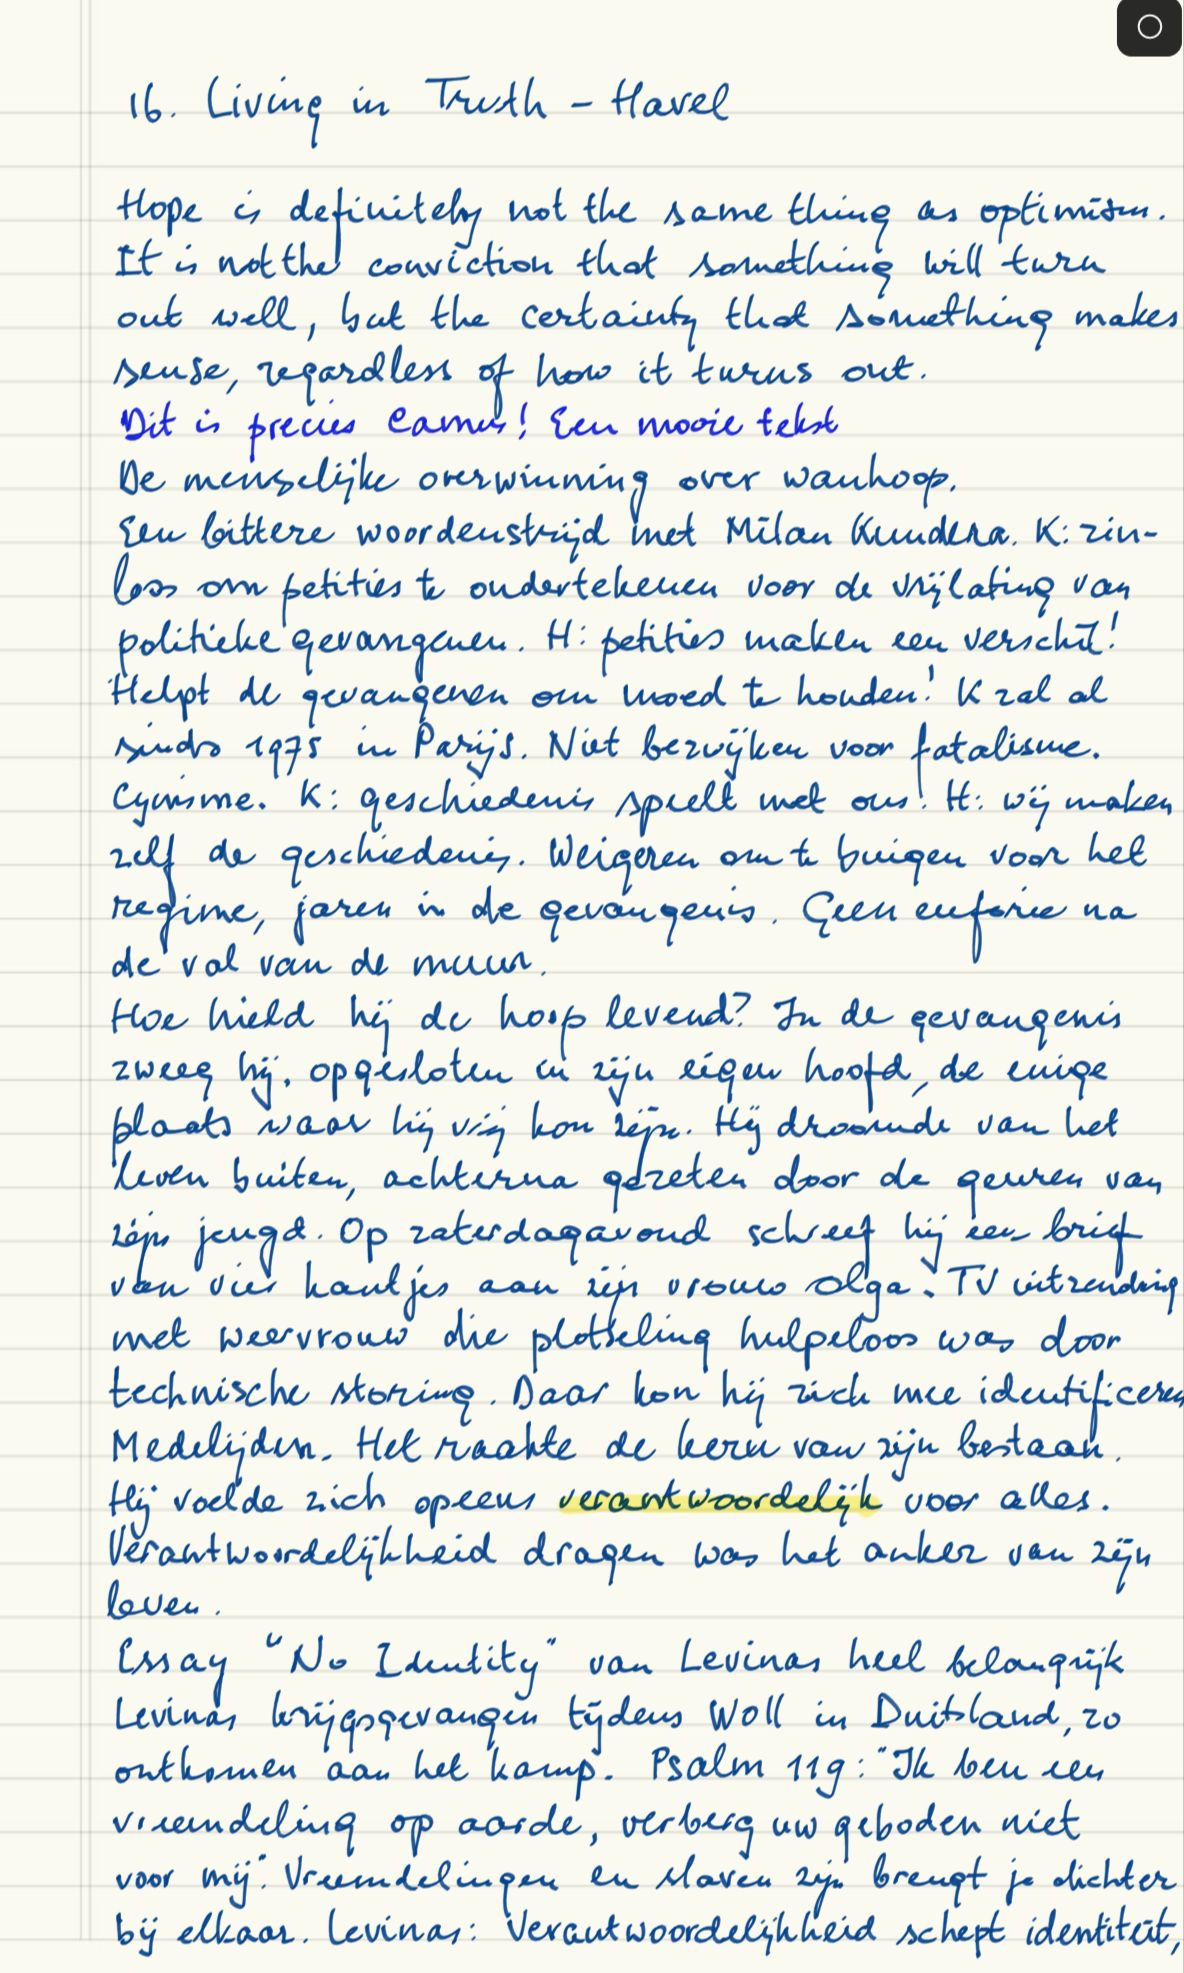 16. Living in Truth - Havel
Hope is definitely not the same thing as optimism.
It is not the conviction that something will turn
out well, but the certainty that something makes
sense, regardless of how it turns out.
Dit is precies Camus! Een mooie tekst
De menselijke overwinning over wanhoop.
Een bittere woordenstrijd met Milan Kundera. K: zin-
loos om petities te ondertekenen voor de vrijlating van
politieke gevangenen. H: petities maken een verschil!
Helpt de gevangenen om moed te houden! K zal al
sinds 1975 in Parijs. Niet bezwijken voor fatalisme.
Cynisme. K: geschiedenis speelt met ons! H: wij maken
zelf de geschiedenis. Weigeren om te buigen voor het
regime, jaren in de gevangenis. Geen euforie na
de val van de muur.
Hoe hield hij de hoop levend? In de gevangenis
zweeg hij, opgesloten in zijn eigen hoofd, de enige
plaats waar hij vrij kon zijn. Hij droomde van het
leven buiten, achterna gezeten door de geuren van
zijn jeugd. Op zaterdagavond schreef hij een brief
van vier kantjes aan zijn vrouw Olga. TV uitzending
met weervrouw die plotseling hulpeloos was door
technische storing. Daar kon hij zich mee identificeren
Medelijden. Het raakte de kern van zijn bestaan.
Hij voelde zich opeens verantwoordelijk voor alles.
Verantwoordelijkheid dragen was het anker van zijn
leven.
Essay "No Identity" van Levinas heel belangrijk
Levinas krijgsgevangen tijdens WOII in Duitsland, zo
ontkomen aan het kamp. Psalm 119: "Ik ben een
vreemdeling op aarde, verberg uw geboden niet
voor mij". Vreemdelingen en slaven zijn brengt je dichter
bij elkaar. Levinas: Verantwoordelijkheid schept identiteit,